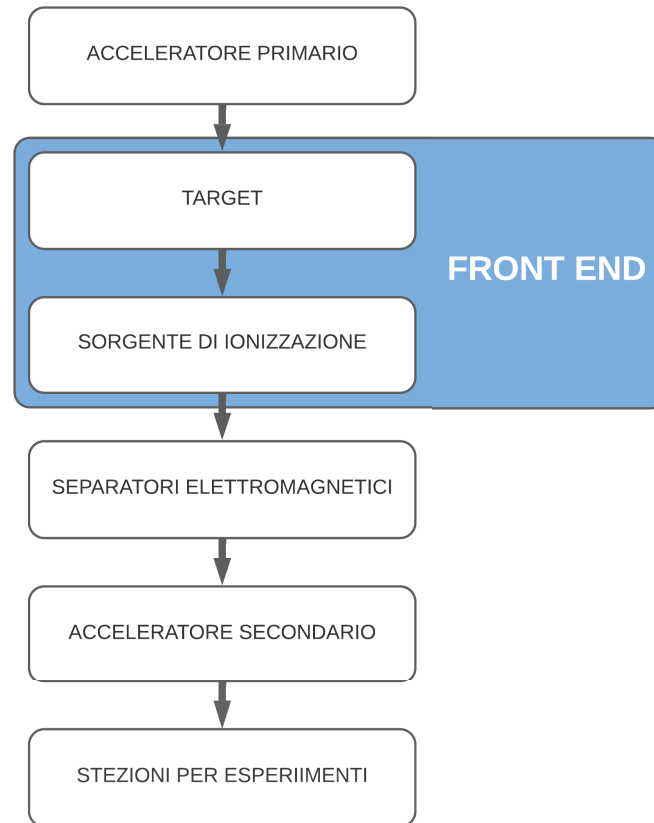 ACCELERATORE PRIMARIO
TARGET
FRONT END
SORGENTE DI IONIZZAZIONE
SEPARATORI ELETTROMAGNETICI
ACCELERATORE SECONDARIO
STEZIONI PER ESPERIIMENTI